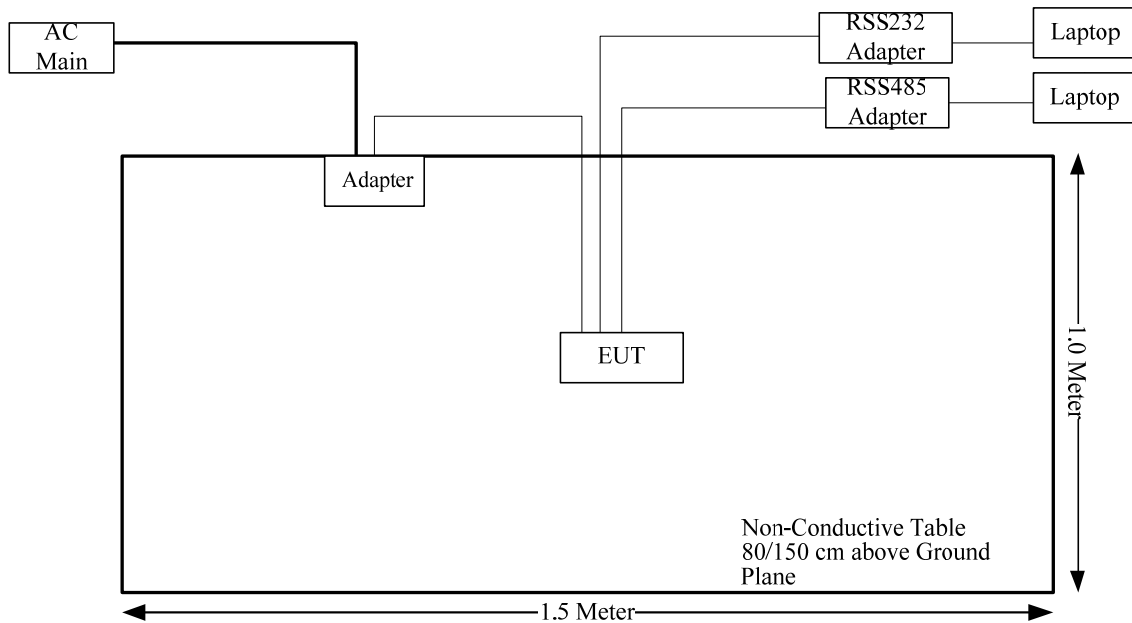 AC
Main
RSS232
Adapter
Laptop
RSS485
Adapter
Laptop
Adapter
EUT
1.0 Meter
Non-Conductive Table
80/150 cm above Ground
Plane
1.5 Meter